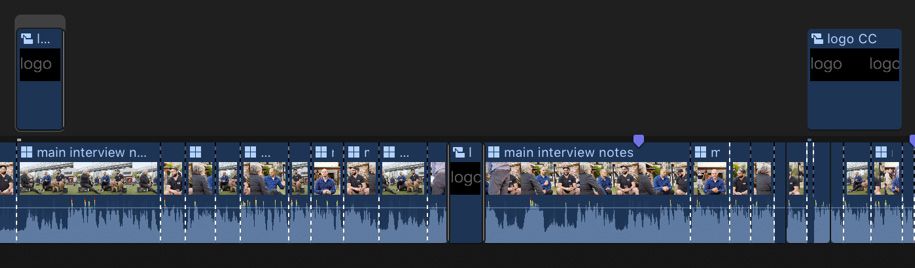 l...
logo
logo CC
logo
logo
main interview n...
...
...
l
logo
main interview notes